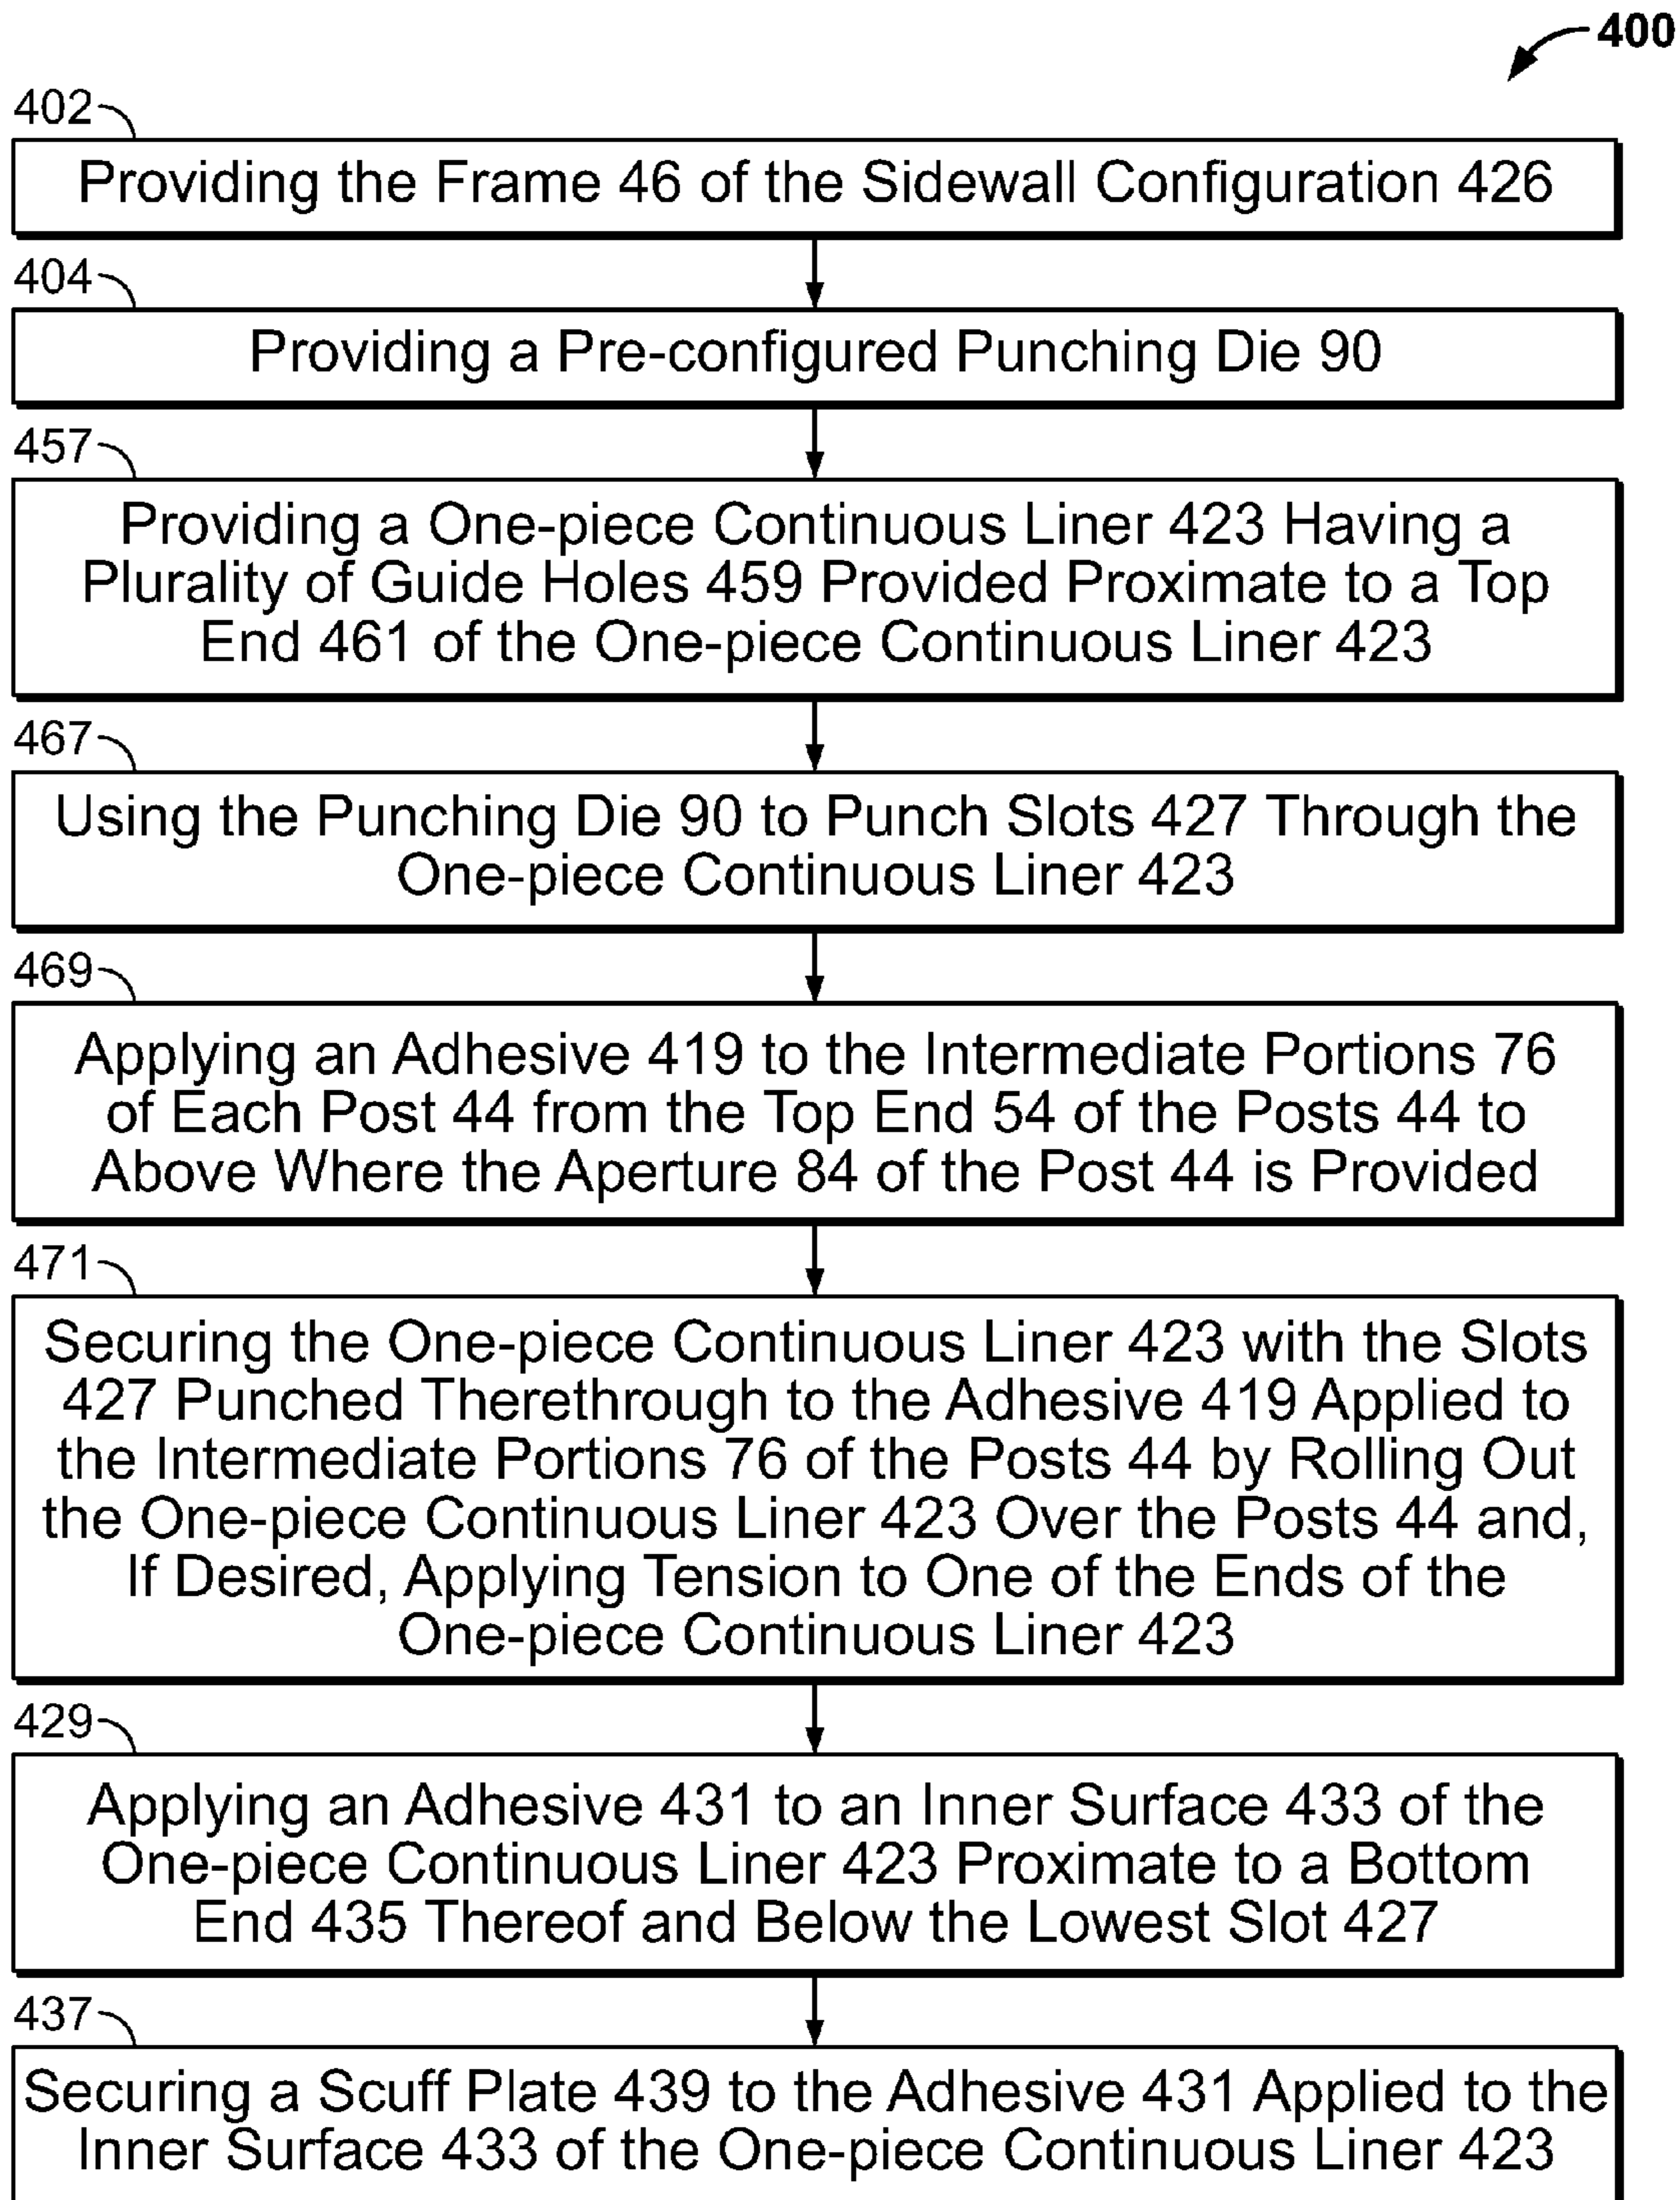 400
402
Providing the Frame 46 of the Sidewall Configuration 426
404
Providing a Pre-configured Punching Die 90
457
Providing a One-piece Continuous Liner 423 Having a
Plurality of Guide Holes 459 Provided Proximate to a Top
End 461 of the One-piece Continuous Liner 423
467
Using the Punching Die 90 to Punch Slots 427 Through the
One-piece Continuous Liner 423
469
Applying an Adhesive 419 to the Intermediate Portions 76
of Each Post 44 from the Top End 54 of the Posts 44 to
Above Where the Aperture 84 of the Post 44 is Provided
471
Securing the One-piece Continuous Liner 423 with the Slots
427 Punched Therethrough to the Adhesive 419 Applied to
the Intermediate Portions 76 of the Posts 44 by Rolling Out
the One-piece Continuous Liner 423 Over the Posts 44 and,
If Desired, Applying Tension to One of the Ends of the
One-piece Continuous Liner 423
429
Applying an Adhesive 431 to an Inner Surface 433 of the
One-piece Continuous Liner 423 Proximate to a Bottom
End 435 Thereof and Below the Lowest Slot 427
437
Securing a Scuff Plate 439 to the Adhesive 431 Applied to the
Inner Surface 433 of the One-piece Continuous Liner 423